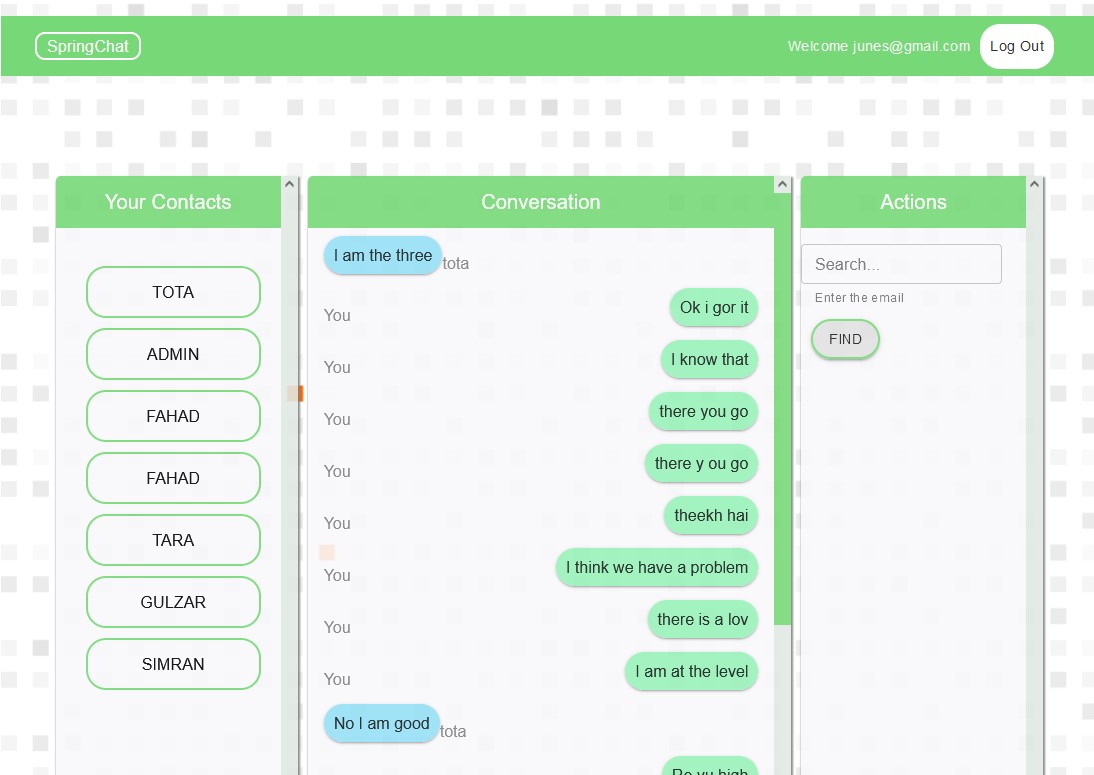 SpringChat
Welcome junes@gmail.com
Log Out
Your Contacts
TOTA
ADMIN
FAHAD
FAHAD
TARA
GULZAR
SIMRAN
Conversation
I am the three tota
You Ok i gor it
You I know that
You there you go
You there y ou go
You theekh hai
You I think we have a problem
You there is a lov
You I am at the level
No I am good tota
Re yu high
Actions
Search...
Enter the email
FIND